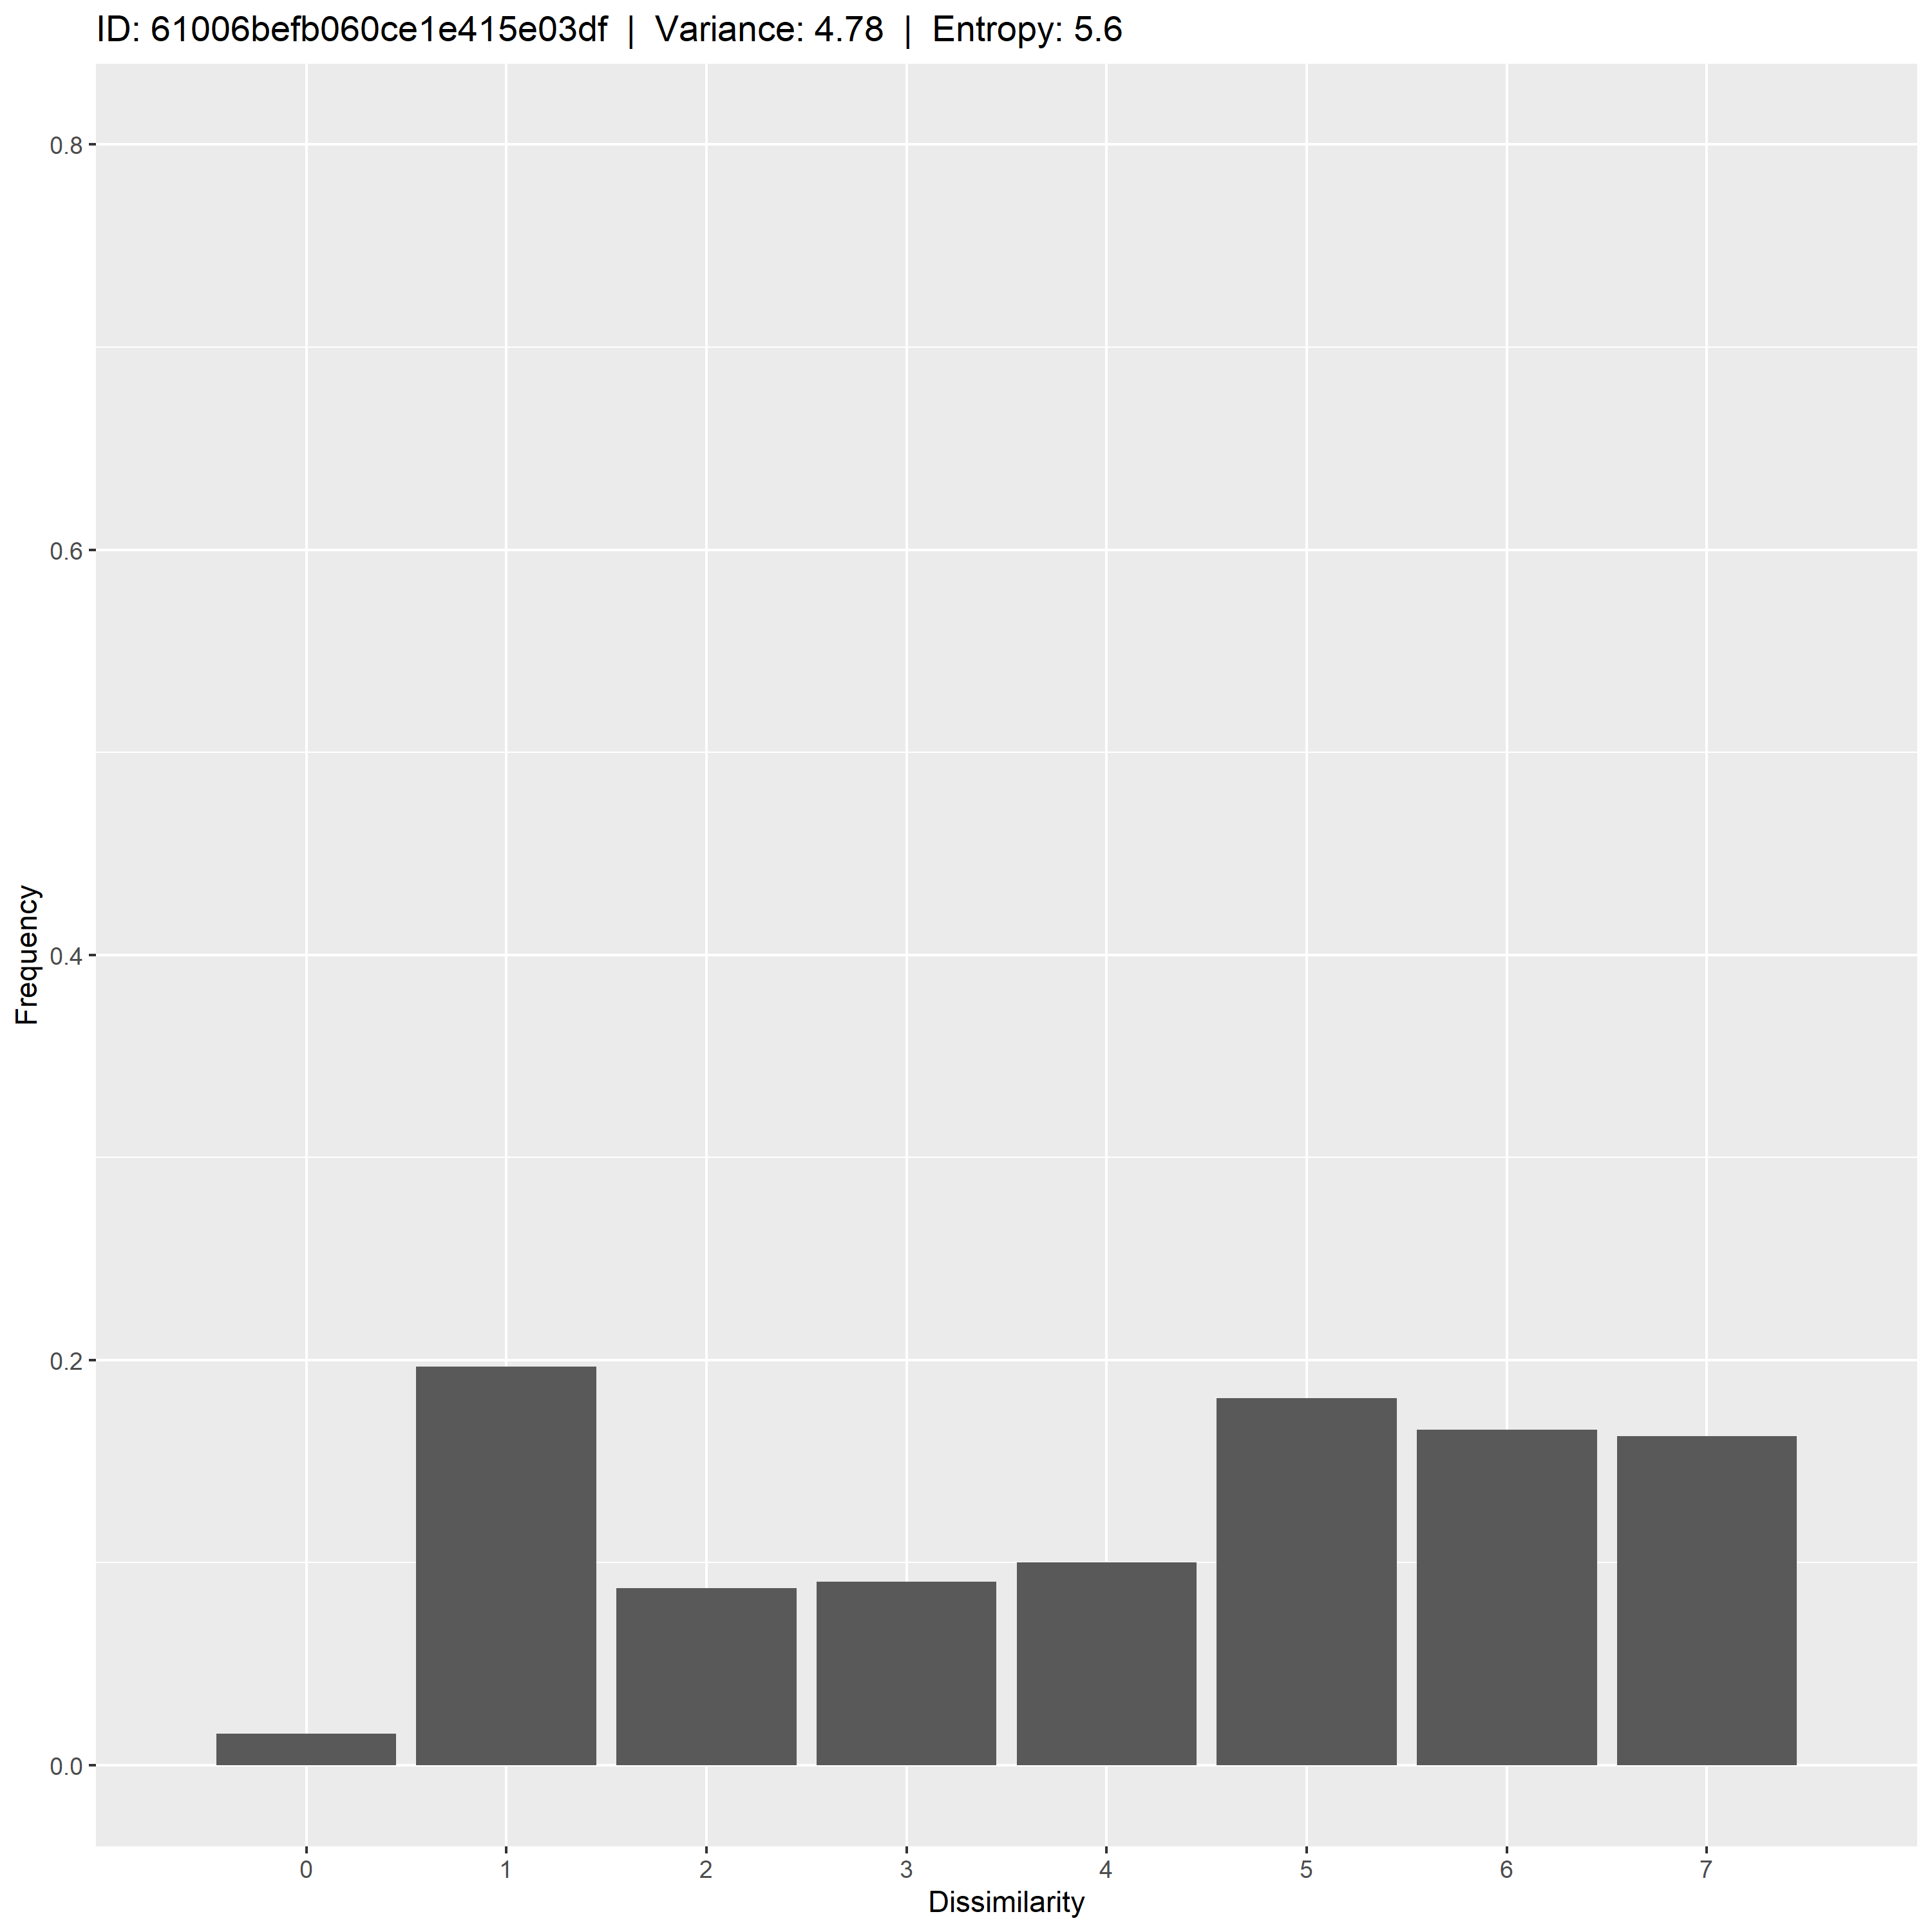 ID: 61006befb060ce1e415e03df | Variance: 4.78 | Entropy: 5.6
Frequency
0.8
0.6
0.4
0.2
0.0
0 1 2 3 4 5 6 7
Dissimilarity